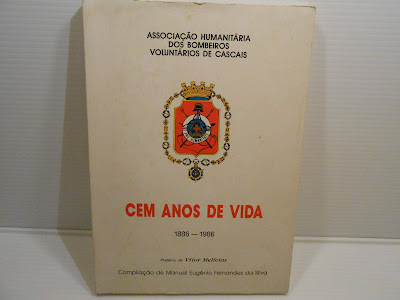 ASSOCIAÇÃO HUMANITÁRIA
DOS BOMBEIROS
VOLUNTÁRIOS DE CASCAIS
CEM ANOS DE VIDA
1886 — 1986
Prefácio de Vítor Melícias
Compilação de Manuel Eugénio Fernandes da Silva